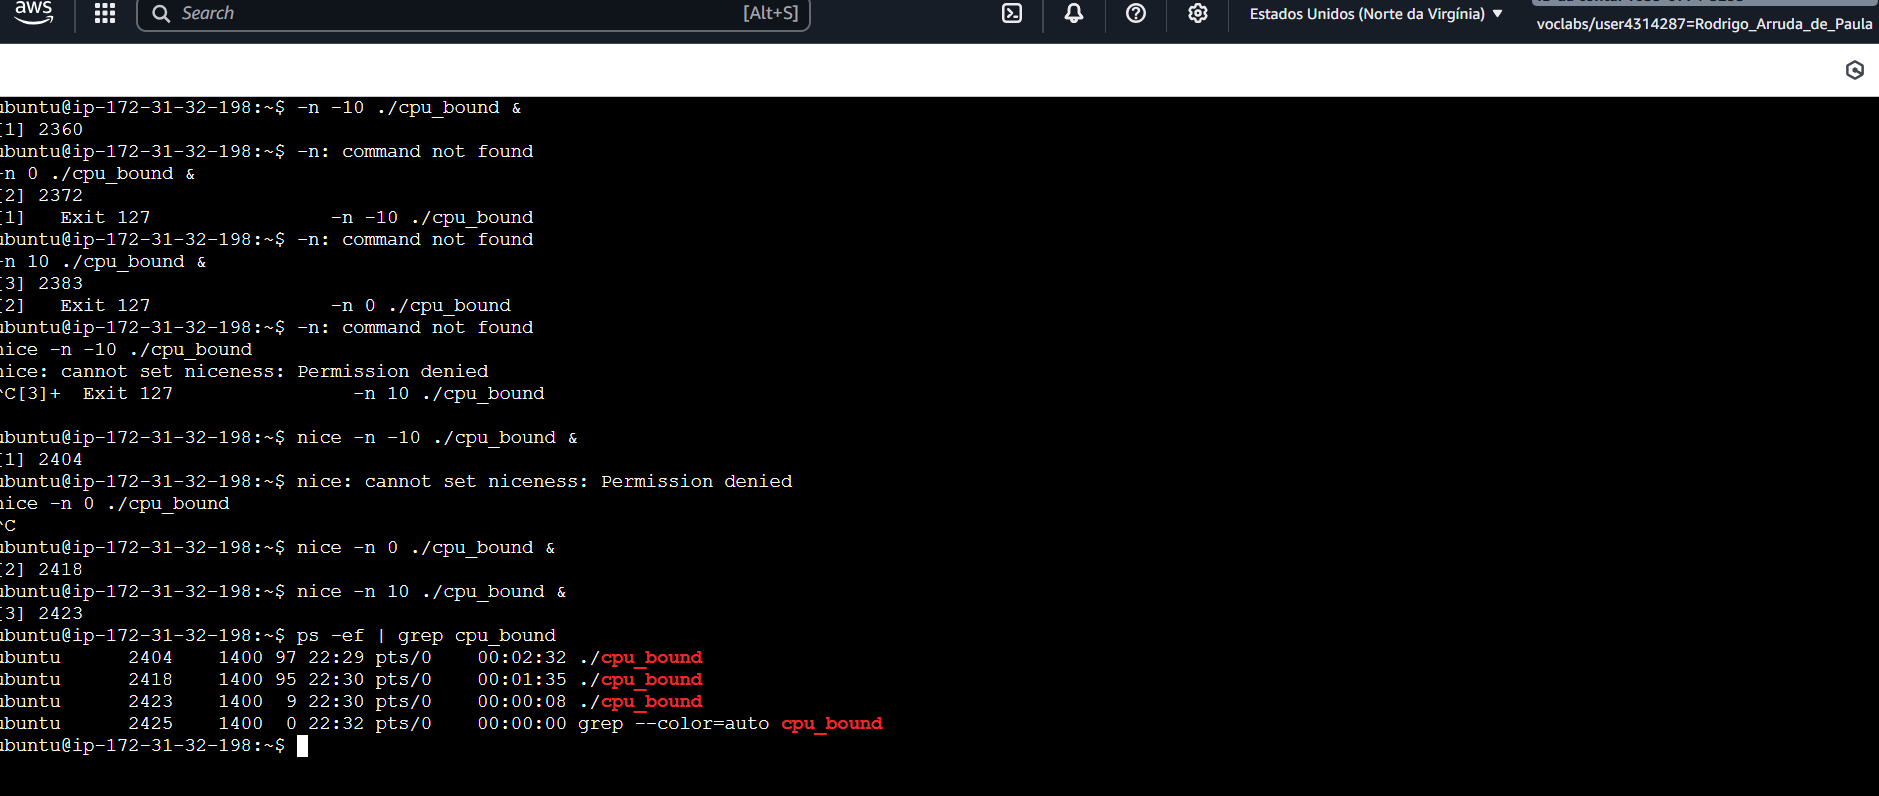 aws
Search [Alt+S] Estados Unidos (Norte da Virgínia) ▼
voclabs/user4314287=Rodrigo_Arruda_de_Paula
ubuntu@ip-172-31-32-198:~$ -n -10 ./cpu_bound &
[1] 2360
ubuntu@ip-172-31-32-198:~$ -n: command not found
-n 0 ./cpu_bound &
[2] 2372
[1]   Exit 127                -n -10 ./cpu_bound
ubuntu@ip-172-31-32-198:~$ -n: command not found
-n 10 ./cpu_bound &
[3] 2383
[2]   Exit 127                -n 0 ./cpu_bound
ubuntu@ip-172-31-32-198:~$ -n: command not found
nice -n -10 ./cpu_bound
nice: cannot set niceness: Permission denied
^C[3]+  Exit 127                -n 10 ./cpu_bound
ubuntu@ip-172-31-32-198:~$ nice -n -10 ./cpu_bound &
[1] 2404
ubuntu@ip-172-31-32-198:~$ nice: cannot set niceness: Permission denied
nice -n 0 ./cpu_bound
^C
ubuntu@ip-172-31-32-198:~$ nice -n 0 ./cpu_bound &
[2] 2418
ubuntu@ip-172-31-32-198:~$ nice -n 10 ./cpu_bound &
[3] 2423
ubuntu@ip-172-31-32-198:~$ ps -ef | grep cpu_bound
ubuntu      2404    1400 97 22:29 pts/0    00:02:32 ./cpu_bound
ubuntu      2418    1400 95 22:30 pts/0    00:01:35 ./cpu_bound
ubuntu      2423    1400  9 22:30 pts/0    00:00:08 ./cpu_bound
ubuntu      2425    1400  0 22:32 pts/0    00:00:00 grep --color=auto cpu_bound
ubuntu@ip-172-31-32-198:~$